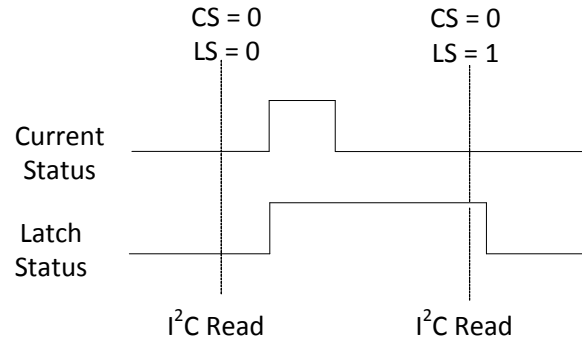 CS = 0
LS = 0
CS = 0
LS = 1
Current
Status
Latch
Status
I²C Read
I²C Read